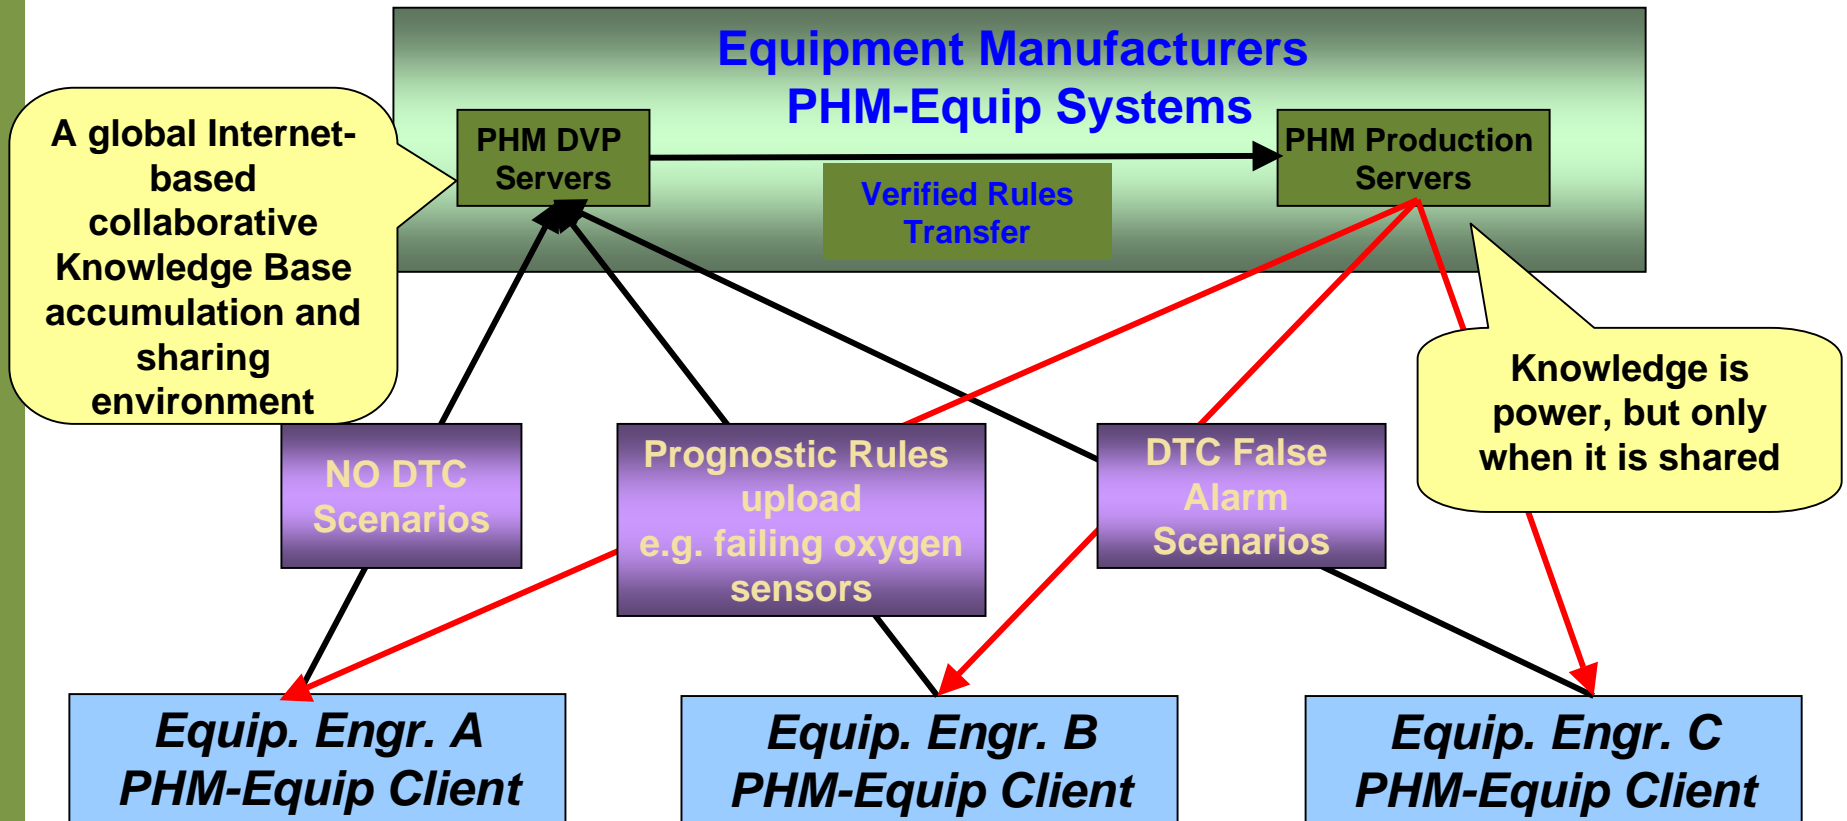 Equipment Manufacturers
PHM-Equip Systems
A global Internet-
based
collaborative
Knowledge Base
accumulation and
sharing
environment
PHM DVP
Servers
PHM Production
Servers
Verified Rules
Transfer
Knowledge is
power, but only
when it is shared
NO DTC
Scenarios
Prognostic Rules
upload
e.g. failing oxygen
sensors
DTC False
Alarm
Scenarios
Equip. Engr. A
PHM-Equip Client
Equip. Engr. B
PHM-Equip Client
Equip. Engr. C
PHM-Equip Client